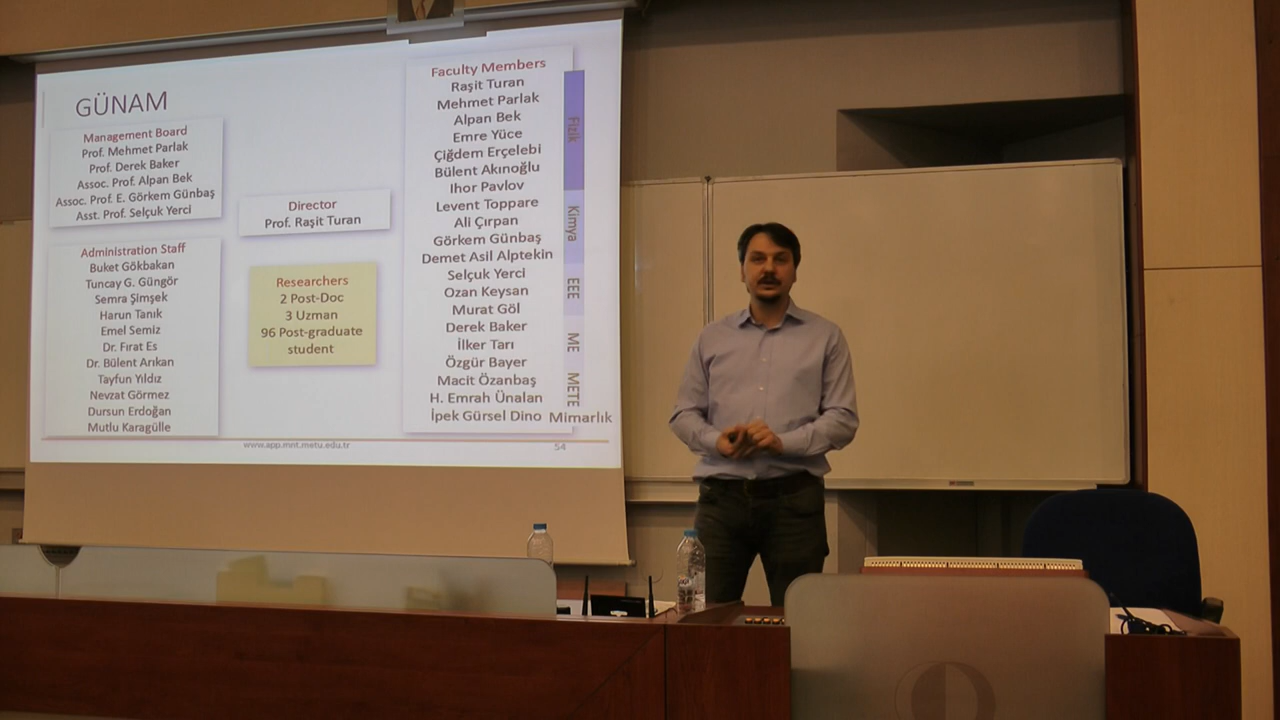 GÜNAM
Management Board
Prof. Mehmet Parlak
Prof. Derek Baker
Assoc. Prof. Alpan Bek
Assoc. Prof. E. Görkem Günbaş
Asst. Prof. Selçuk Yerci
Administration Staff
Buket Gökbakan
Tuncay G. Güngör
Semra Şimşek
Harun Tanık
Emel Semiz
Dr. Fırat Es
Dr. Bülent Arıkan
Tayfun Yıldız
Nevzat Görmez
Dursun Erdoğan
Mutlu Karagülle
Director
Prof. Raşit Turan
Researchers
2 Post-Doc
3 Uzman
96 Post-graduate
student
Faculty Members
Raşit Turan
Mehmet Parlak
Alpan Bek
Emre Yüce
Çiğdem Erçelebi
Bülent Akınoğlu
Ihor Pavlov
Levent Toppare
Ali Çırpan
Görkem Günbaş
Demet Asil Alptekin
Selçuk Yerci
Ozan Keysan
Murat Göl
Derek Baker
İlker Tarı
Özgür Bayer
Macit Özanbaş
H. Emrah Ünalan
İpek Gürsel Dino
Fizik
Kimya
EEE
ME
METE
Mimarlık
www.app.mnt.metu.edu.tr
54